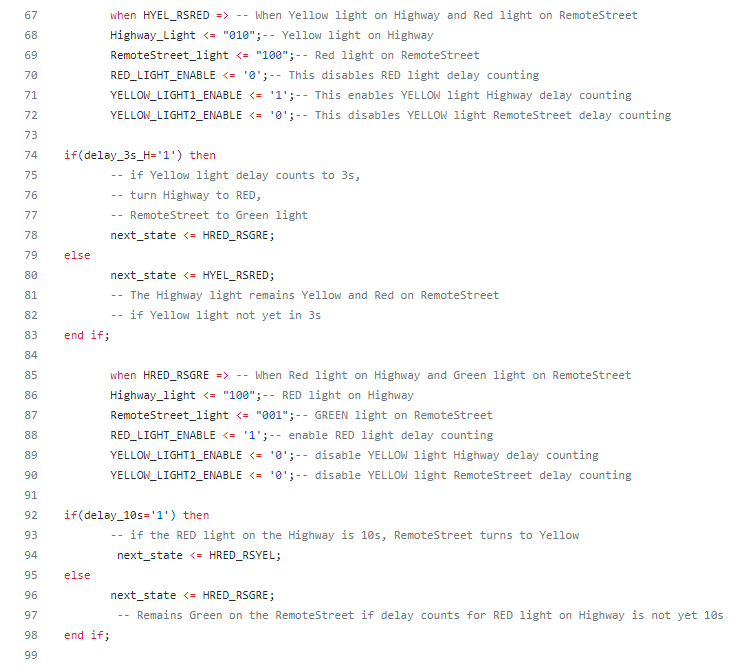 67 when HYEL_RSRED => -- When Yellow light on Highway and Red light on RemoteStreet
68 Highway_Light <= "010";-- Yellow light on Highway
69 RemoteStreet_light <= "100";-- Red light on RemoteStreet
70 RED_LIGHT_ENABLE <= '0';-- This disables RED light delay counting
71 YELLOW_LIGHT1_ENABLE <= '1';-- This enables YELLOW light Highway delay counting
72 YELLOW_LIGHT2_ENABLE <= '0';-- This disables YELLOW light RemoteStreet delay counting
73
74 if(delay_3s_H='1') then
75 -- if Yellow light delay counts to 3s,
76 -- turn Highway to RED,
77 -- RemoteStreet to Green light
78 next_state <= HRED_RSGRE;
79 else
80 next_state <= HYEL_RSRED;
81 -- The Highway light remains Yellow and Red on RemoteStreet
82 -- if Yellow light not yet in 3s
83 end if;
84
85 when HRED_RSGRE => -- When Red light on Highway and Green light on RemoteStreet
86 Highway_light <= "100";-- RED light on Highway
87 RemoteStreet_light <= "001";-- GREEN light on RemoteStreet
88 RED_LIGHT_ENABLE <= '1';-- enable RED light delay counting
89 YELLOW_LIGHT1_ENABLE <= '0';-- disable YELLOW light Highway delay counting
90 YELLOW_LIGHT2_ENABLE <= '0';-- disable YELLOW light RemoteStreet delay counting
91
92 if(delay_10s='1') then
93 -- if the RED light on the Highway is 10s, RemoteStreet turns to Yellow
94 next_state <= HRED_RSYEL;
95 else
96 next_state <= HRED_RSGRE;
97 -- Remains Green on the RemoteStreet if delay counts for RED light on Highway is not yet 10s
98 end if;
99